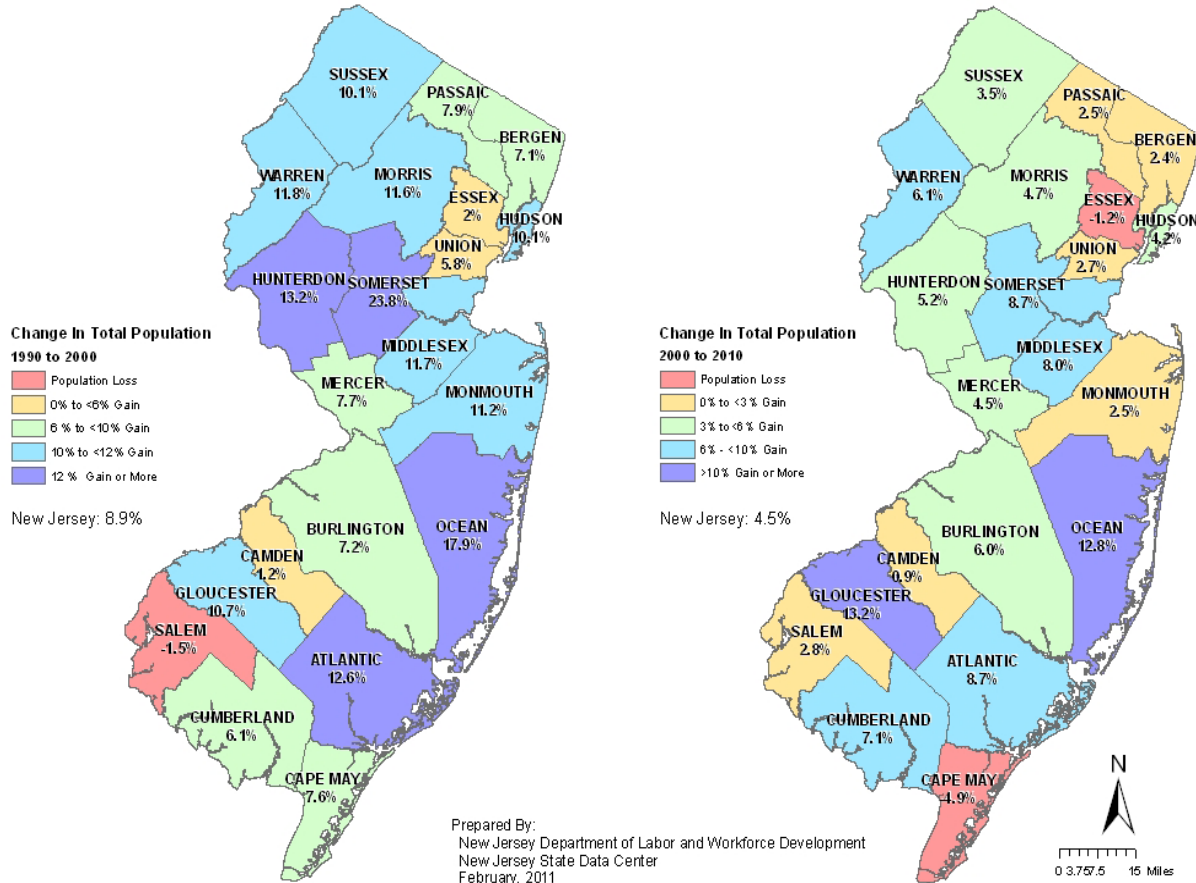 SUSSEX
10.1%
PASSAIC
7.9%
BERGEN
7.1%
WARREN
11.8%
MORRIS
11.6%
ESSEX
2%
HUDSON
10.1%
UNION
5.8%
HUNTERDON
13.2%
SOMERSET
23.8%
MIDDLESEX
11.7%
MERCER
7.7%
MONMOUTH
11.2%
Change In Total Population
1990 to 2000
Population Loss
0% to <6% Gain
6 % to <10% Gain
10% to <12% Gain
12 % Gain or More
New Jersey: 8.9%
BURLINGTON
7.2%
OCEAN
17.9%
CAMDEN
1.2%
GLOUCESTER
10.7%
SALEM
-1.5%
ATLANTIC
12.6%
CUMBERLAND
6.1%
CAPE MAY
7.6%
SUSSEX
3.5%
PASSAIC
2.5%
BERGEN
2.4%
WARREN
6.1%
MORRIS
4.7%
ESSEX
-1.2%
HUDSON
4.2%
UNION
2.7%
HUNTERDON
5.2%
SOMERSET
8.7%
MIDDLESEX
8.0%
MERCER
4.5%
MONMOUTH
2.5%
Change In Total Population
2000 to 2010
Population Loss
0% to <3% Gain
3% to <6% Gain
6% - <10% Gain
>10% Gain or More
New Jersey: 4.5%
BURLINGTON
6.0%
OCEAN
12.8%
CAMDEN
0.9%
GLOUCESTER
13.2%
SALEM
2.8%
ATLANTIC
8.7%
CUMBERLAND
7.1%
CAPE MAY
-4.9%
Prepared By:
New Jersey Department of Labor and Workforce Development
New Jersey State Data Center
February, 2011
N
0 3.75 7.5 15 Miles